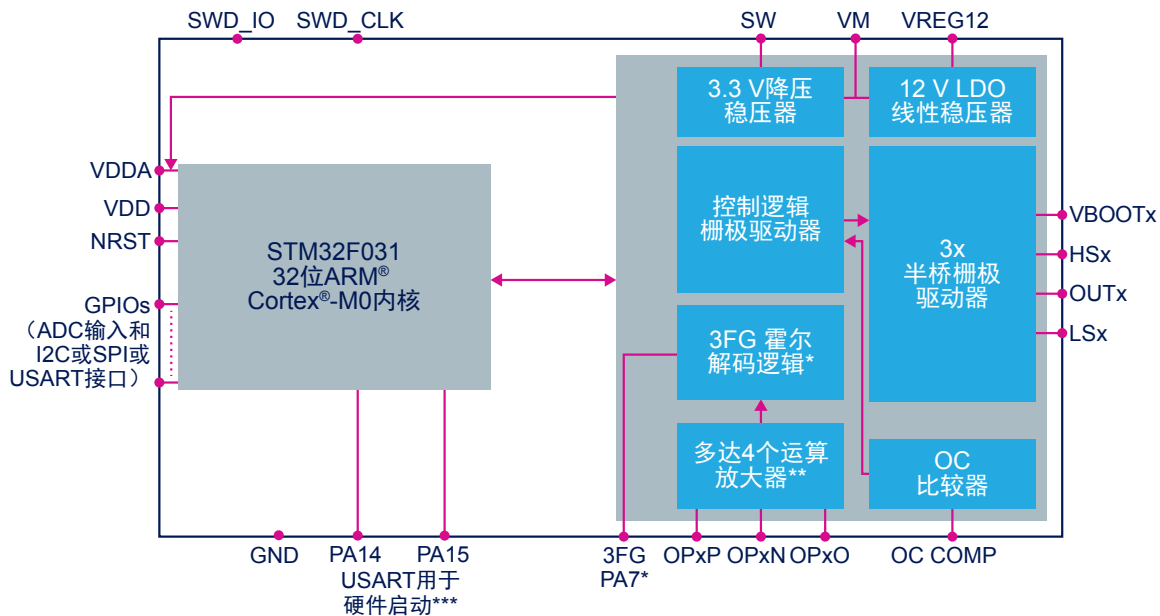 SWD_IO
SWD_CLK
SW
VM
VREG12
3.3 V降压
稳压器
12 V LDO
线性稳压器
VDDA
VDD
NRST
GPIOs
（ADC输入和
I2C或SPI或
USART接口）
STM32F031
32位ARM®
Cortex®-M0内核
控制逻辑
栅极驱动器
3x
半桥栅极
驱动器
VBOOTx
HSx
OUTx
LSx
3FG 霍尔
解码逻辑*
多达4个运算
放大器**
OC
比较器
GND
PA14
PA15
USART用于
硬件启动***
3FG
PA7*
OPxP
OPxN
OPxO
OC COMP